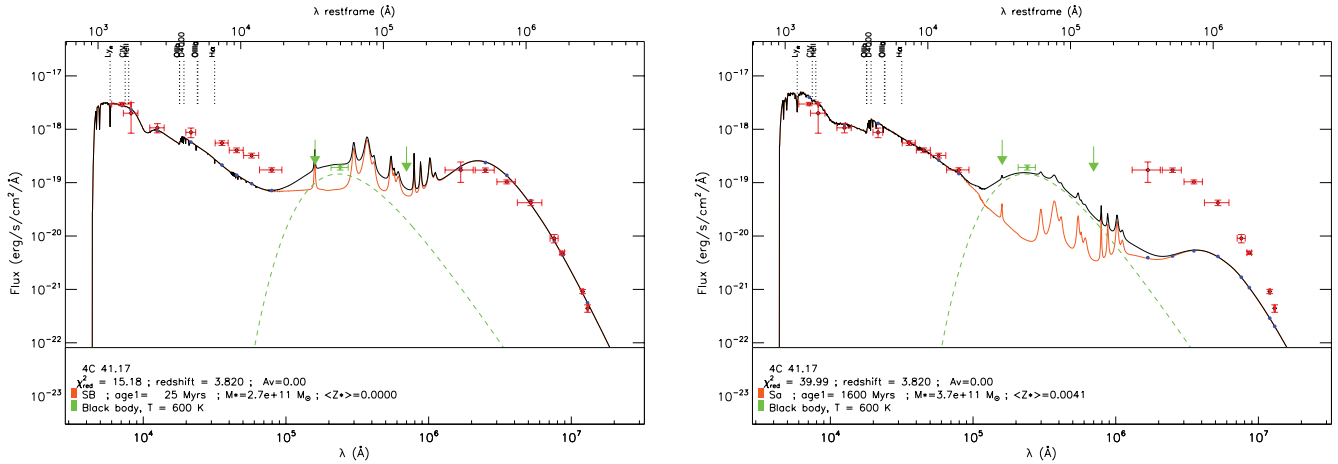 λ restframe (Å)
10³ 10⁴ 10⁵ 10⁶
Lyα
Hα
Flux (erg/s/cm²/Å)
10⁻¹⁷
10⁻¹⁸
10⁻¹⁹
10⁻²⁰
10⁻²¹
10⁻²²
10⁻²³
4C 41.17
χ²red = 15.18 ; redshift = 3.820 ; Av=0.00
SB ; age1= 25 Myrs ; M*=2.7e+11 M⊙ ; <Z*>=0.0000
Black body, T = 600 K
10⁴ 10⁵ 10⁶ 10⁷
λ (Å)
λ restframe (Å)
10³ 10⁴ 10⁵ 10⁶
Lyα
Hα
Flux (erg/s/cm²/Å)
10⁻¹⁷
10⁻¹⁸
10⁻¹⁹
10⁻²⁰
10⁻²¹
10⁻²²
10⁻²³
4C 41.17
χ²red = 39.99 ; redshift = 3.820 ; Av=0.00
Sa ; age1= 1600 Myrs ; M*=3.7e+11 M⊙ ; <Z*>=0.0041
Black body, T = 600 K
10⁴ 10⁵ 10⁶ 10⁷
λ (Å)